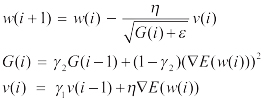 w(i+1) = w(i) − η/√(G(i)+ε) v(i)
G(i) = γ₂G(i−1) + (1−γ₂)(∇E(w(i)))²
v(i) = γ₁v(i−1) + η∇E(w(i))